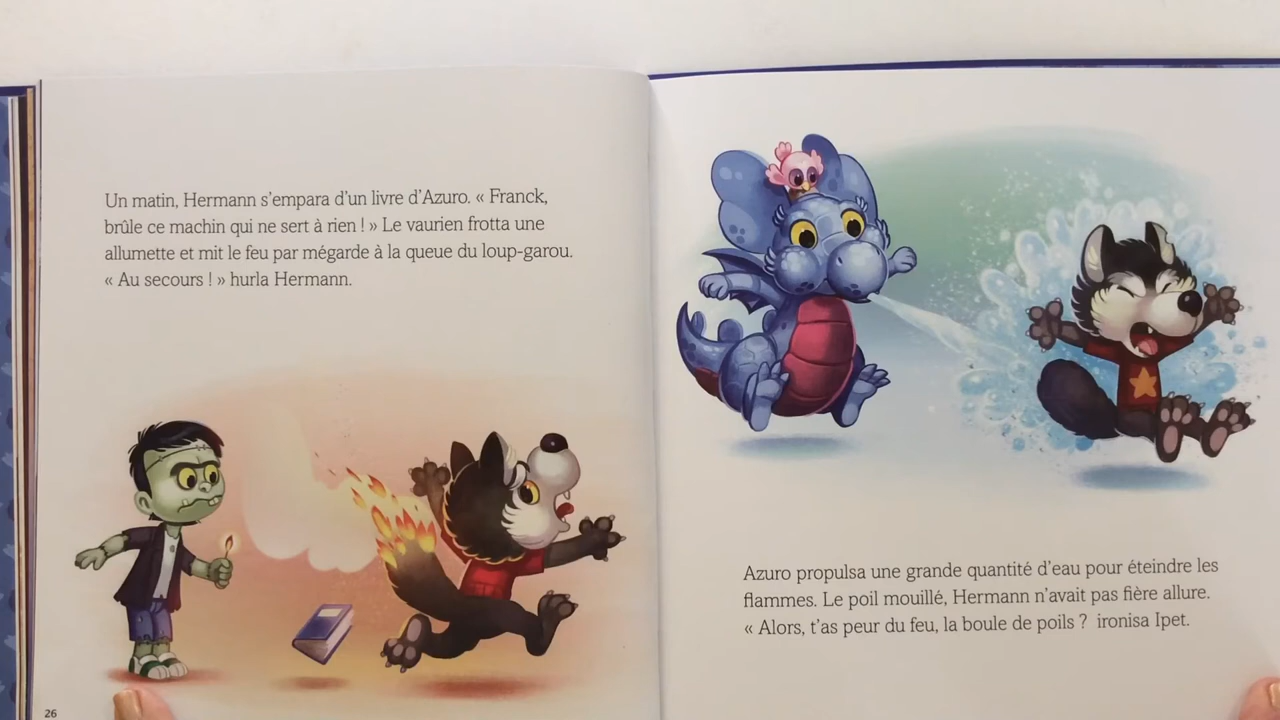 Un matin, Hermann s’empara d’un livre d’Azuro. « Franck,
brûle ce machin qui ne sert à rien ! » Le vaurien frotta une
allumette et mit le feu par mégarde à la queue du loup-garou.
« Au secours ! » hurla Hermann.
26
Azuro propulsa une grande quantité d’eau pour éteindre les
flammes. Le poil mouillé, Hermann n’avait pas fière allure.
« Alors, t’as peur du feu, la boule de poils ? ironisa Ipet.